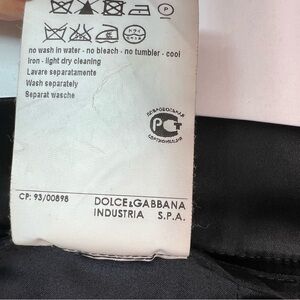 no wash in water - no bleach - no tumbler - cool
iron - light dry cleaning
Lavare separatamente
Wash separately
Separat wasche
CP: 93/00898
DOLCE&GABBANA
INDUSTRIA S.P.A.